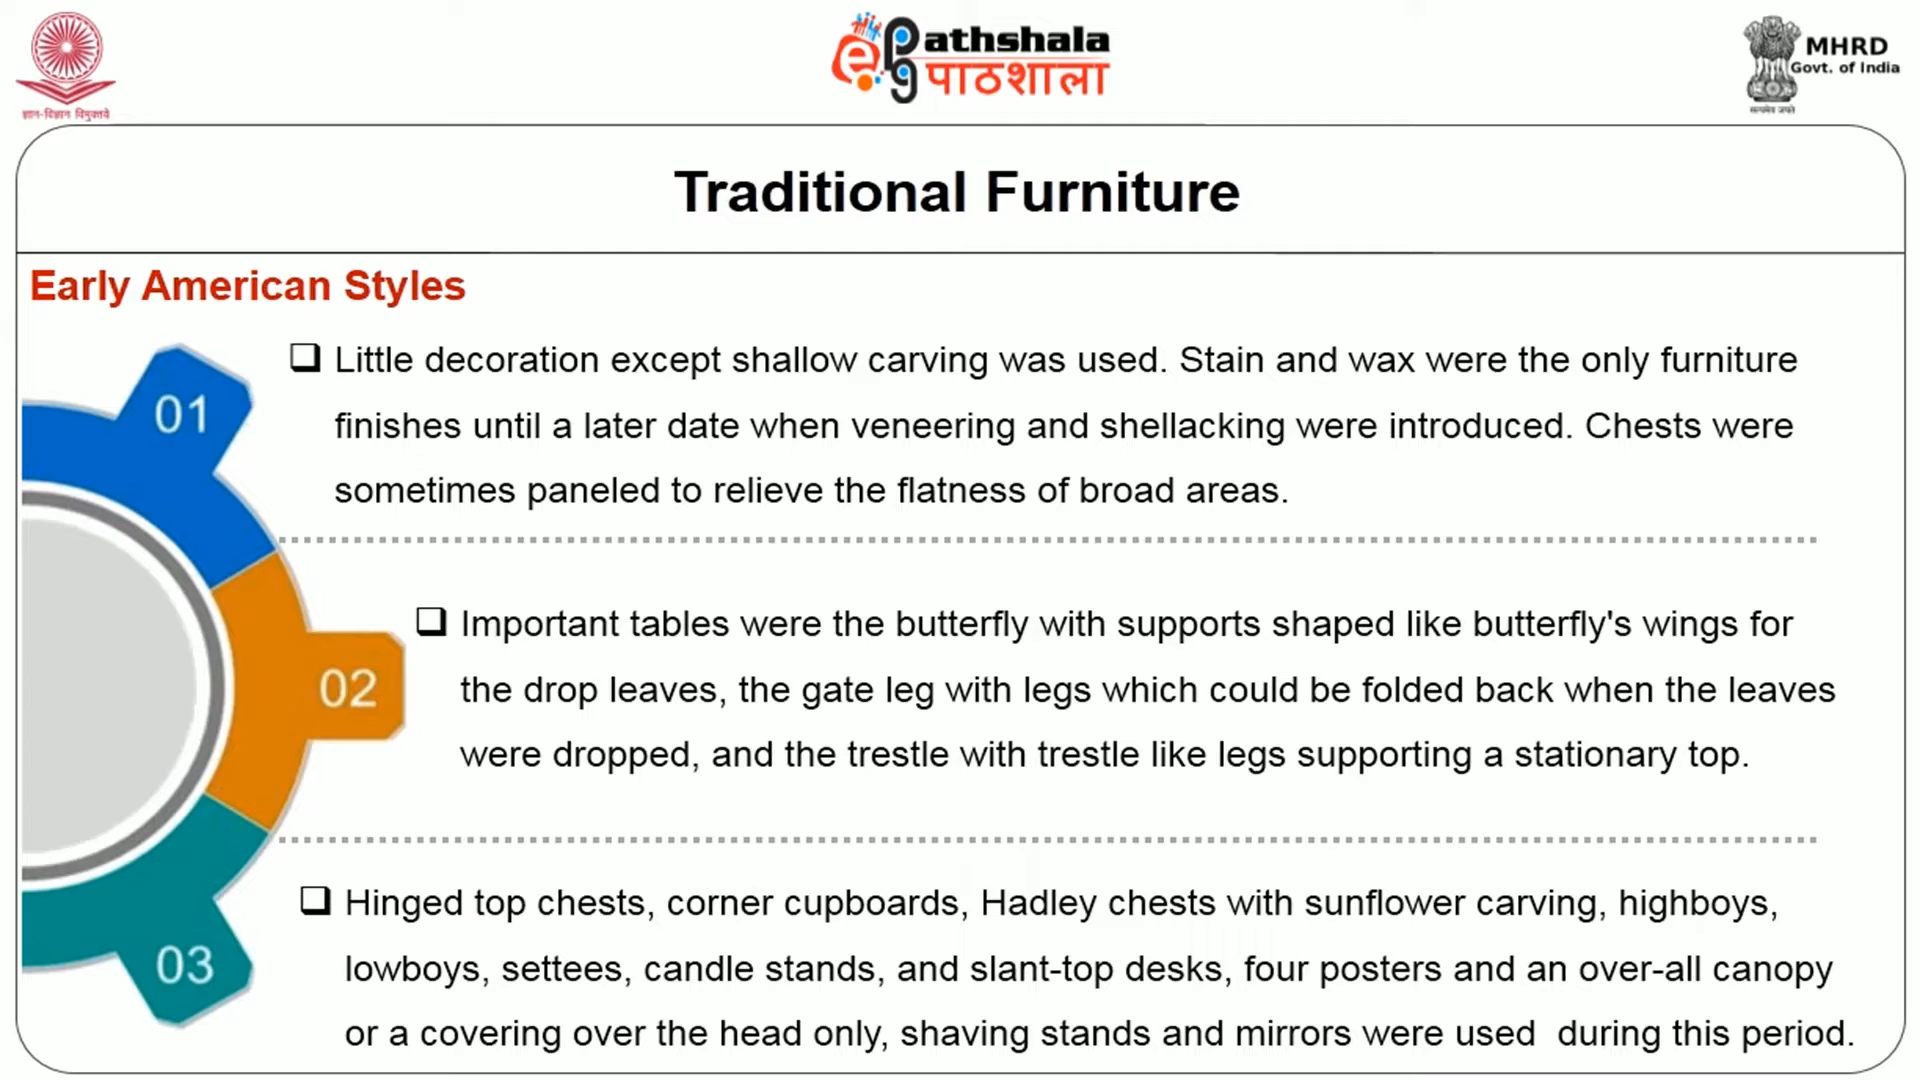 ज्ञान-विज्ञान विमुक्तये
e
pg
athshala
पाठशाला
MHRD
Govt. of India
सत्यमेव जयते
Traditional Furniture
Early American Styles
01
❑ Little decoration except shallow carving was used. Stain and wax were the only furniture
finishes until a later date when veneering and shellacking were introduced. Chests were
sometimes paneled to relieve the flatness of broad areas.
02
❑ Important tables were the butterfly with supports shaped like butterfly's wings for
the drop leaves, the gate leg with legs which could be folded back when the leaves
were dropped, and the trestle with trestle like legs supporting a stationary top.
03
❑ Hinged top chests, corner cupboards, Hadley chests with sunflower carving, highboys,
lowboys, settees, candle stands, and slant-top desks, four posters and an over-all canopy
or a covering over the head only, shaving stands and mirrors were used during this period.